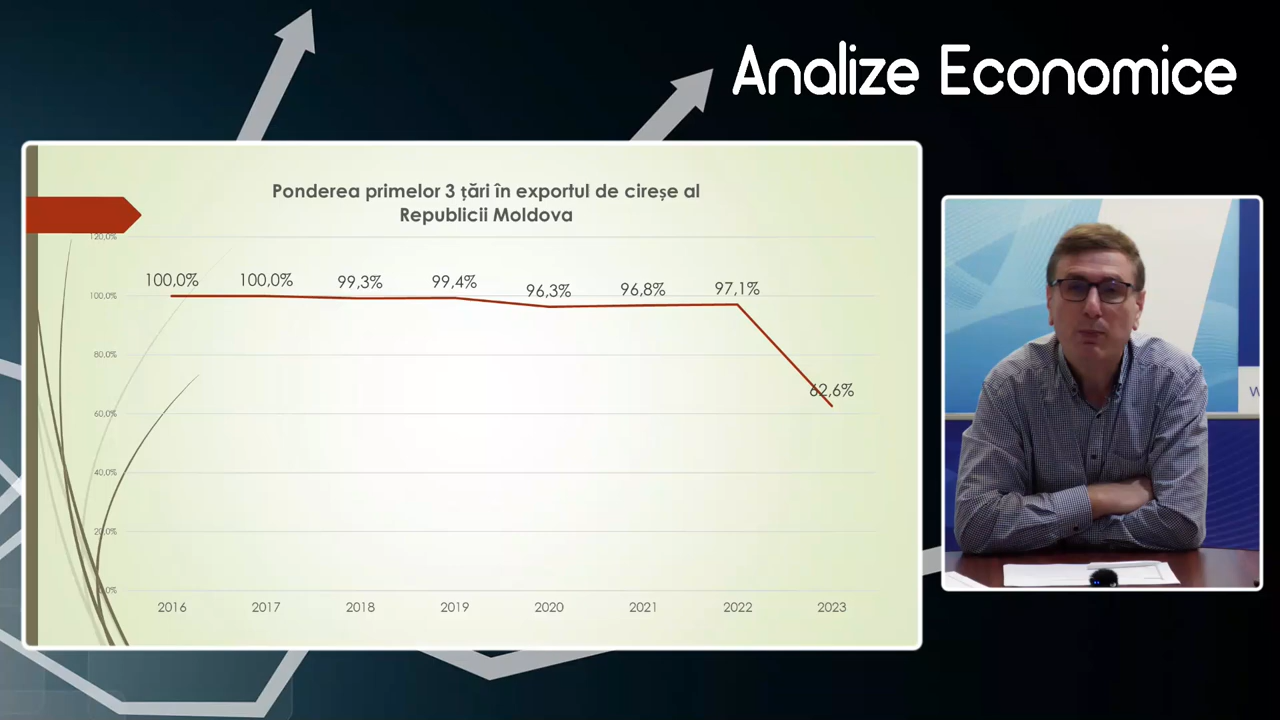 Analize Economice
Ponderea primelor 3 țări în exportul de cireșe al
Republicii Moldova
120,0%
100,0%
80,0%
60,0%
40,0%
20,0%
100,0% 100,0% 99,3% 99,4% 96,3% 96,8% 97,1% 62,6%
2016 2017 2018 2019 2020 2021 2022 2023
W